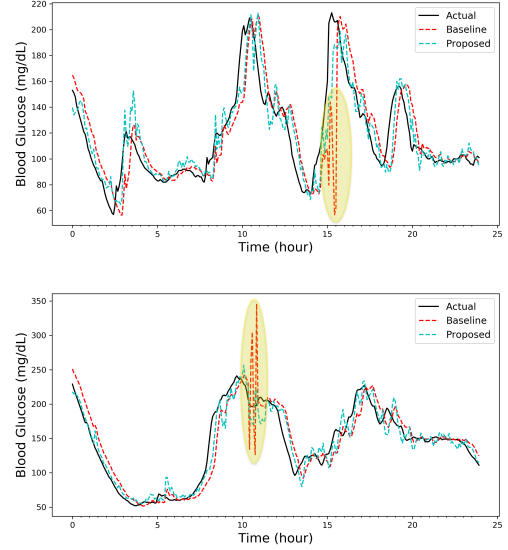 220
200
180
160
140
120
100
80
60
Blood Glucose (mg/dL)
Actual
Baseline
Proposed
0 5 10 15 20 25
Time (hour)
350
300
250
200
150
100
50
Blood Glucose (mg/dL)
Actual
Baseline
Proposed
0 5 10 15 20 25
Time (hour)